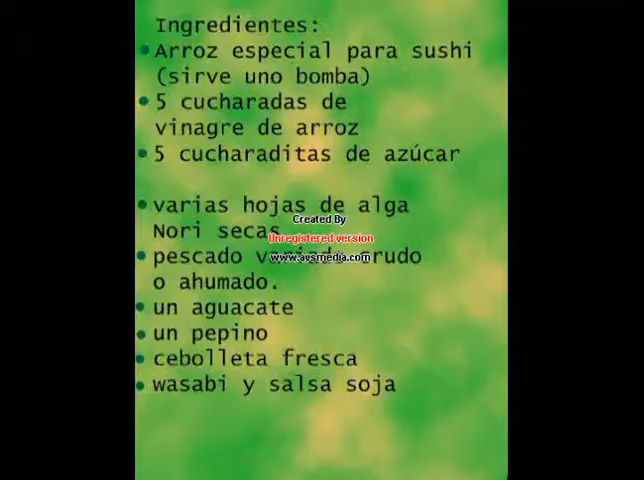 Ingredientes:
Arroz especial para sushi
(sirve uno bomba)
5 cucharadas de
vinagre de arroz
5 cucharaditas de azúcar
varias hojas de alga
Created By
Nori secas
Unregistered version
pescado variado crudo
www.avsmedia.com
o ahumado.
un aguacate
un pepino
cebolleta fresca
wasabi y salsa soja